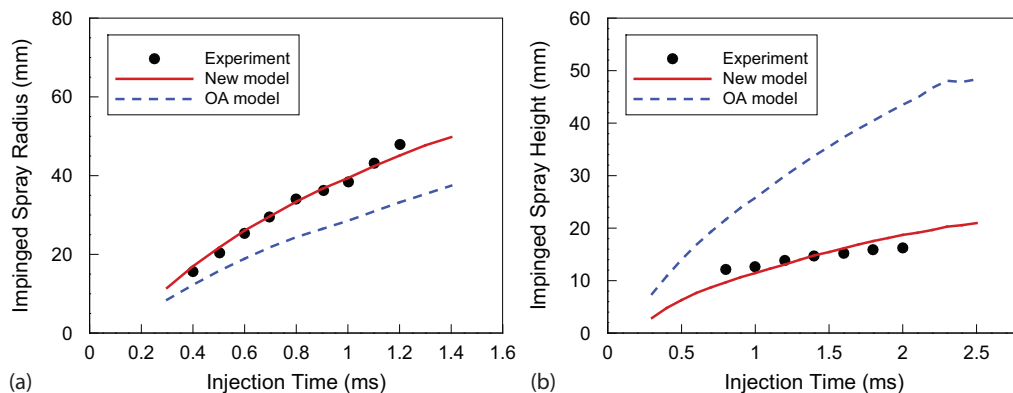 80
60
40
20
0
Impinged Spray Radius (mm)
Experiment
New model
OA model
0 0.2 0.4 0.6 0.8 1 1.2 1.4 1.6
(a) Injection Time (ms)
60
50
40
30
20
10
0
Impinged Spray Height (mm)
Experiment
New model
OA model
0 0.5 1 1.5 2 2.5
(b) Injection Time (ms)